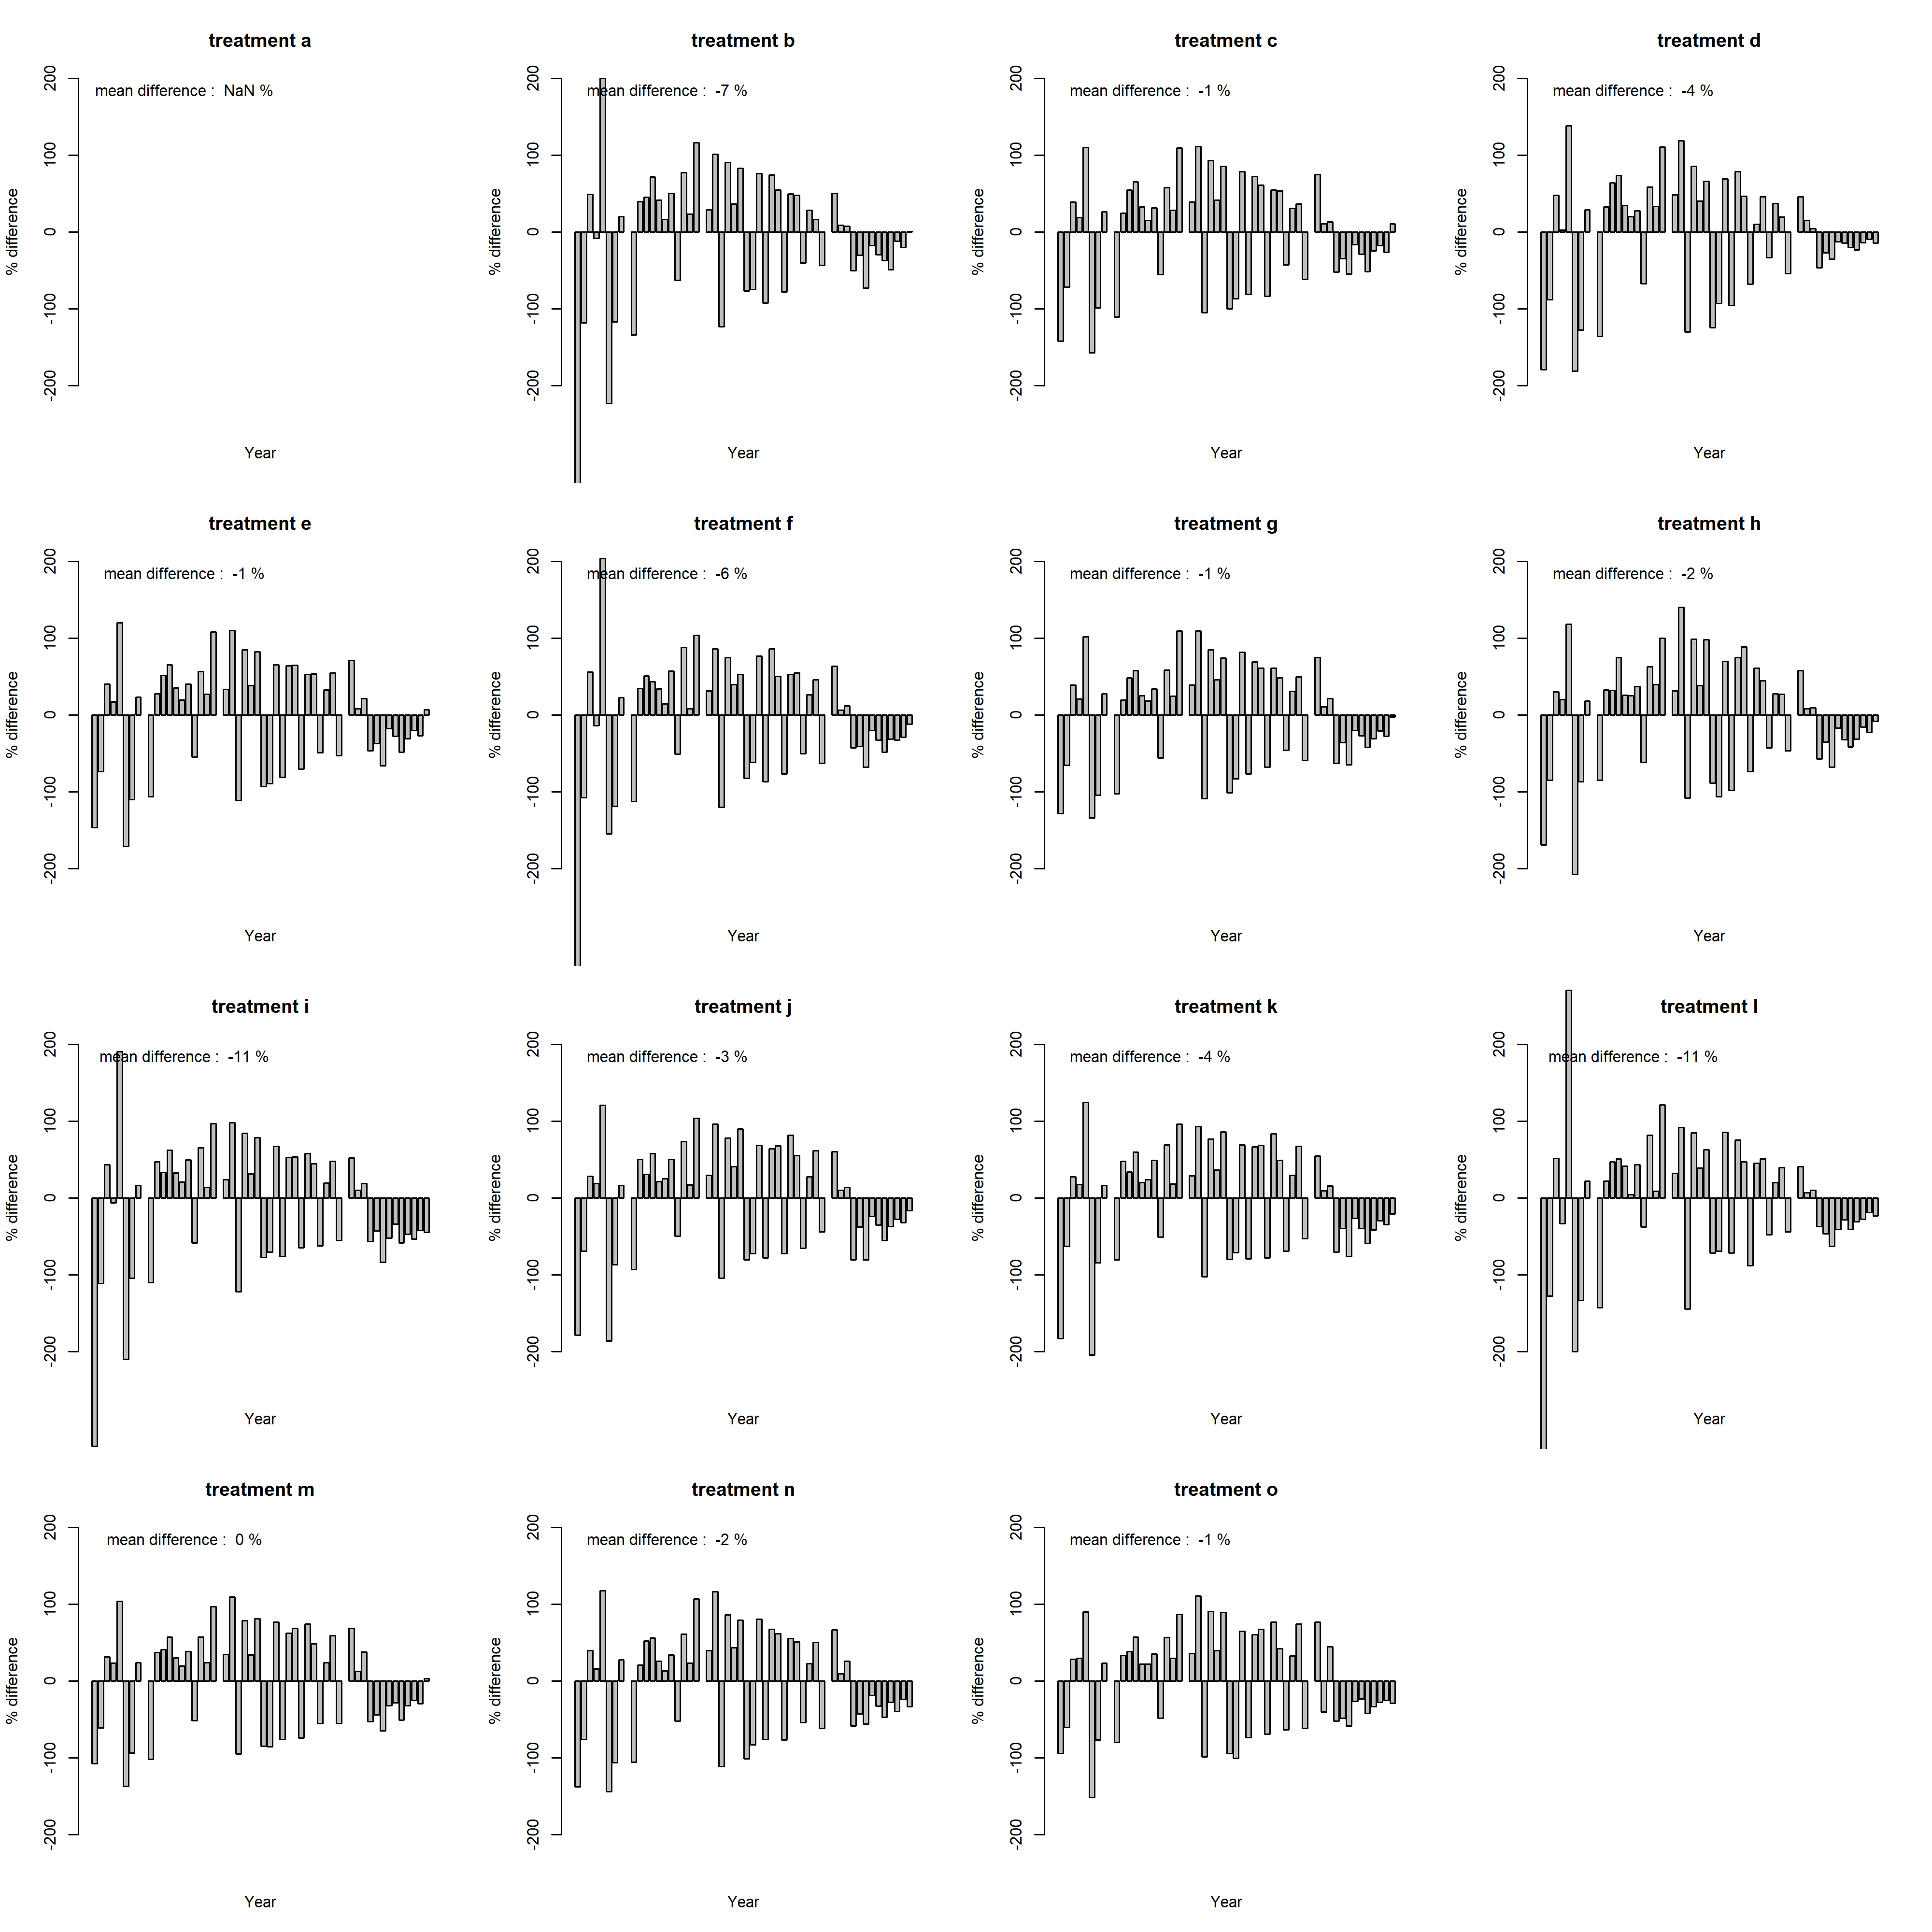 treatment a
mean difference :  NaN %
200
100
0
-100
-200
% difference
Year
treatment b
mean difference :  -7 %
200
100
0
-100
-200
% difference
Year
treatment c
mean difference :  -1 %
200
100
0
-100
-200
% difference
Year
treatment d
mean difference :  -4 %
200
100
0
-100
-200
% difference
Year
treatment e
mean difference :  -1 %
200
100
0
-100
-200
% difference
Year
treatment f
mean difference :  -6 %
200
100
0
-100
-200
% difference
Year
treatment g
mean difference :  -1 %
200
100
0
-100
-200
% difference
Year
treatment h
mean difference :  -2 %
200
100
0
-100
-200
% difference
Year
treatment i
mean difference :  -11 %
200
100
0
-100
-200
% difference
Year
treatment j
mean difference :  -3 %
200
100
0
-100
-200
% difference
Year
treatment k
mean difference :  -4 %
200
100
0
-100
-200
% difference
Year
treatment l
mean difference :  -11 %
200
100
0
-100
-200
% difference
Year
treatment m
mean difference :  0 %
200
100
0
-100
-200
% difference
Year
treatment n
mean difference :  -2 %
200
100
0
-100
-200
% difference
Year
treatment o
mean difference :  -1 %
200
100
0
-100
-200
% difference
Year